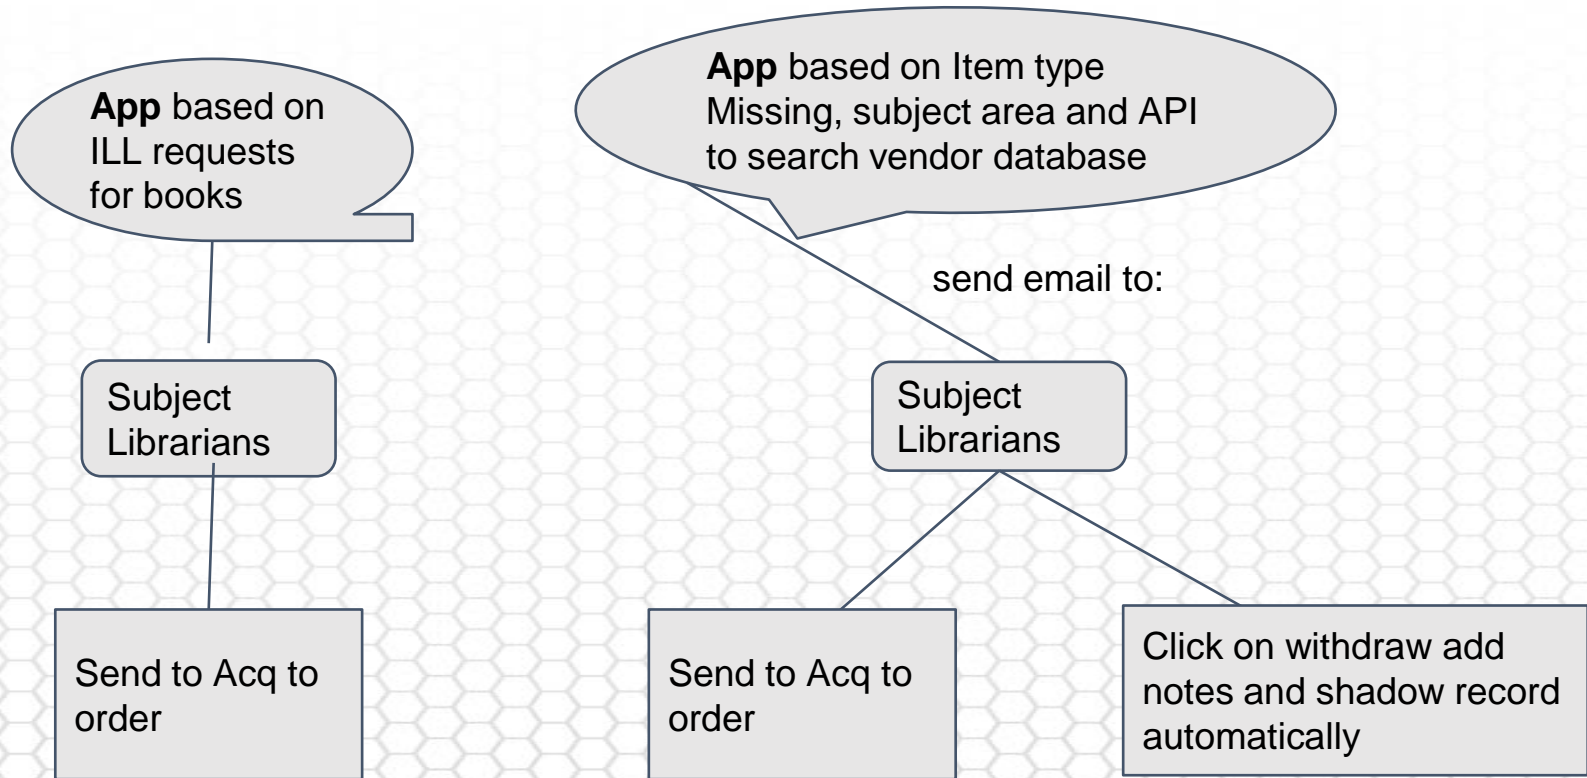 App based on
ILL requests
for books
App based on Item type
Missing, subject area and API
to search vendor database
send email to:
Subject
Librarians
Subject
Librarians
Send to Acq to
order
Send to Acq to
order
Click on withdraw add
notes and shadow record
automatically